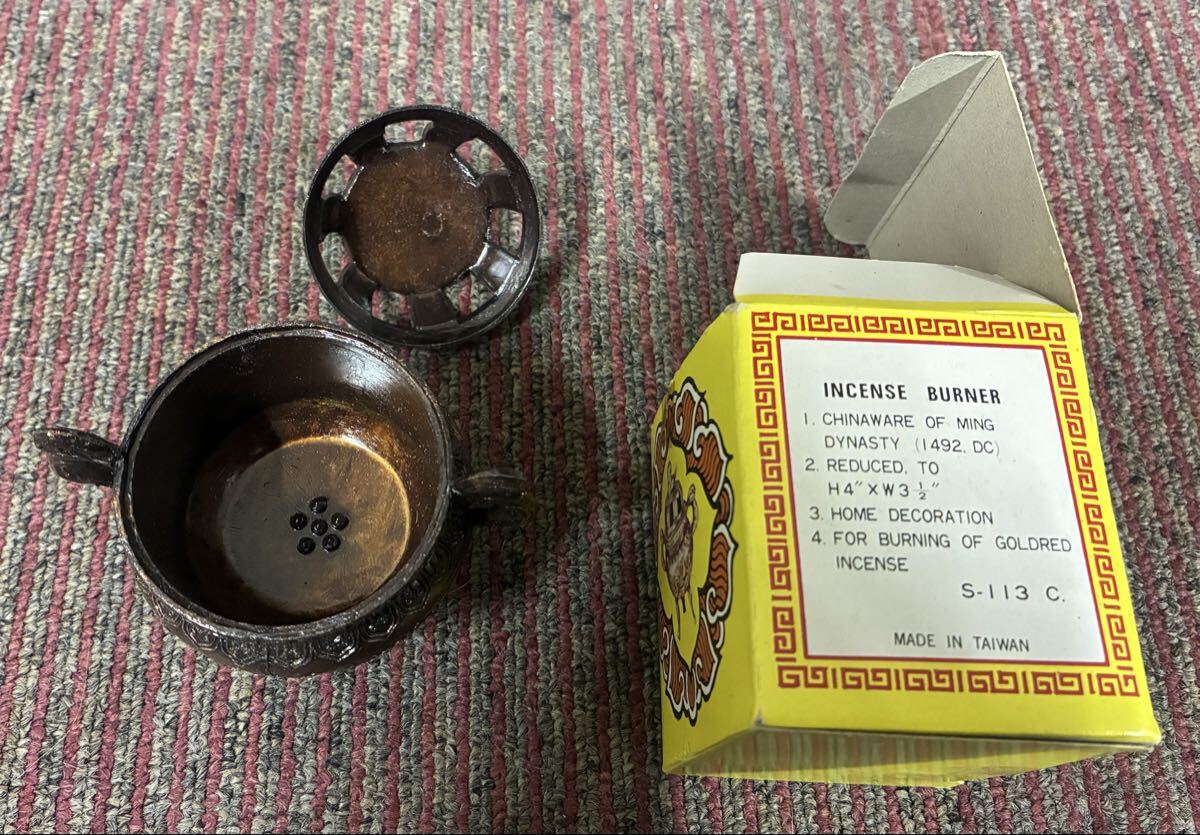 INCENSE BURNER
1. CHINAWARE OF MING
DYNASTY (1492. DC)
2. REDUCED. TO
H4" X W3 ½"
3. HOME DECORATION
4. FOR BURNING OF GOLDRED
INCENSE
S-113 C.
MADE IN TAIWAN